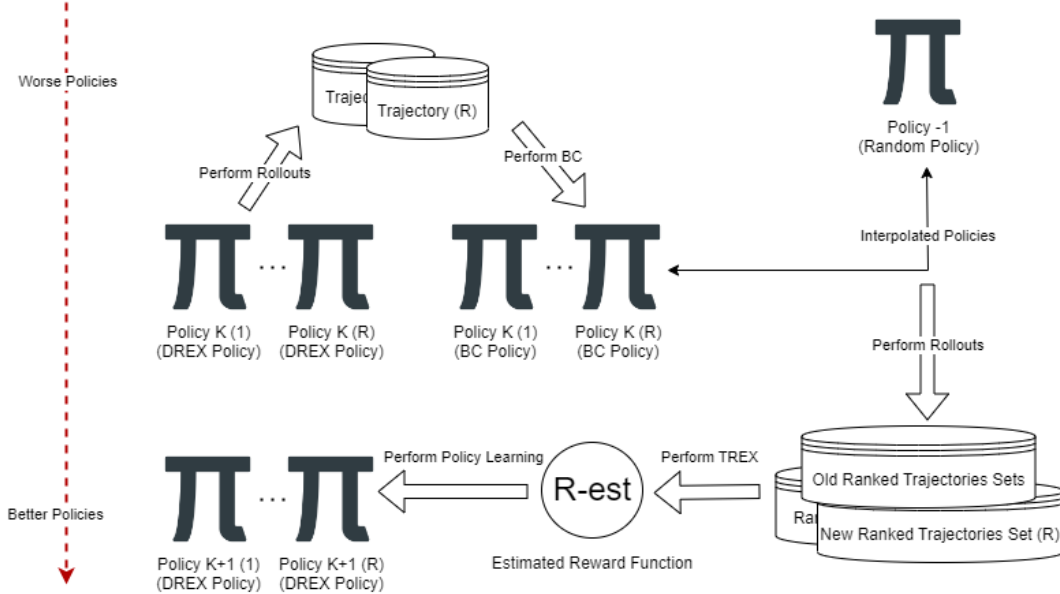 Worse Policies
Trajec
Trajectory (R)
Perform Rollouts
Perform BC
Policy -1
(Random Policy)
Interpolated Policies
...
...
Policy K (1)
(DREX Policy)
Policy K (R)
(DREX Policy)
Policy K (1)
(BC Policy)
Policy K (R)
(BC Policy)
Perform Rollouts
Old Ranked Trajectories Sets
Ra
New Ranked Trajectories Set (R)
Perform TREX
R-est
Estimated Reward Function
Perform Policy Learning
...
Better Policies
Policy K+1 (1)
(DREX Policy)
Policy K+1 (R)
(DREX Policy)